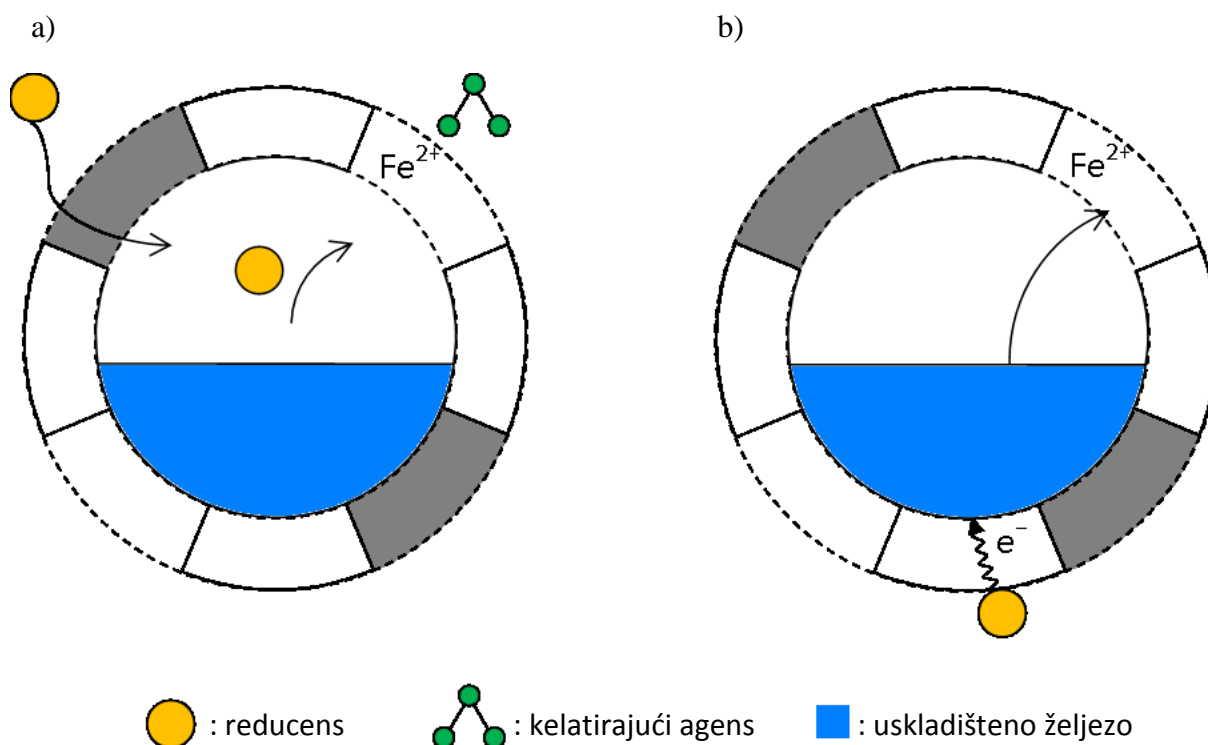 a) b)
Fe²⁺ Fe²⁺
e⁻
: reducens : kelatirajući agens : uskladišteno željezo